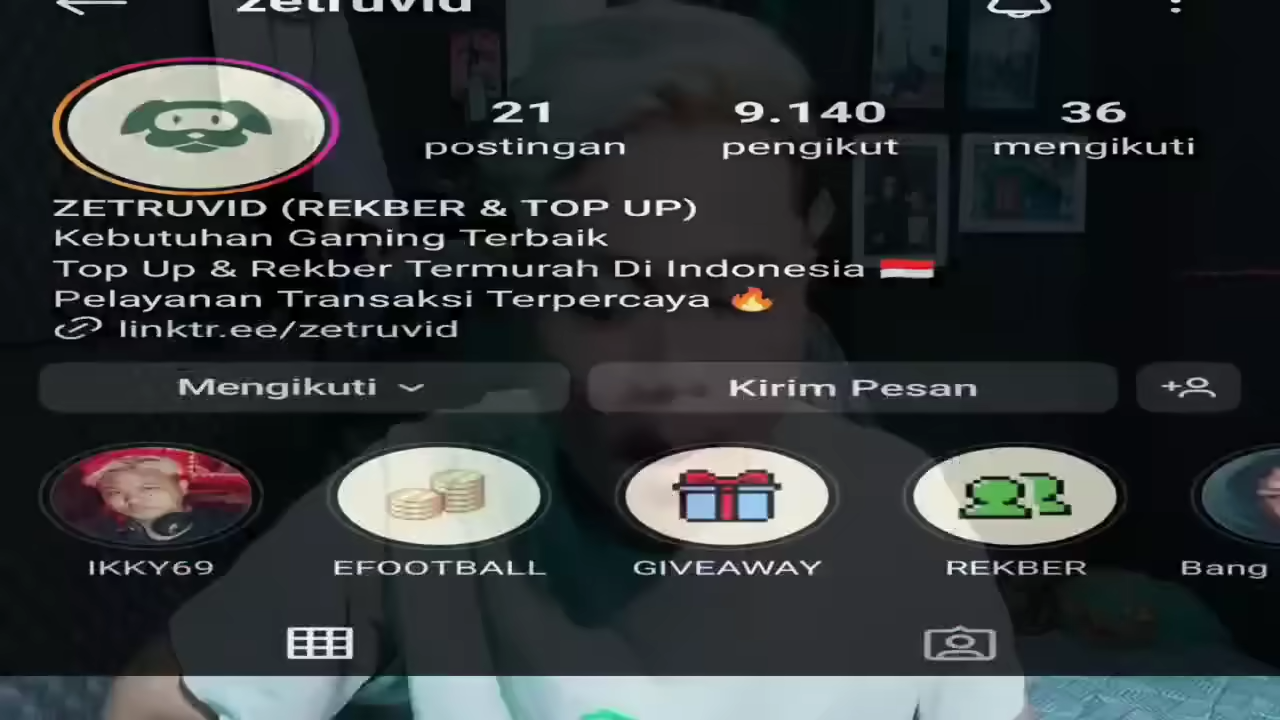 zetruvid
21
9.140
36
postingan
pengikut
mengikuti
ZETRUVID (REKBER & TOP UP)
Kebutuhan Gaming Terbaik
Top Up & Rekber Termurah Di Indonesia 🇮🇩
Pelayanan Transaksi Terpercaya 🔥
linktr.ee/zetruvid
Mengikuti
Kirim Pesan
IKKY69
EFOOTBALL
GIVEAWAY
REKBER
Bang